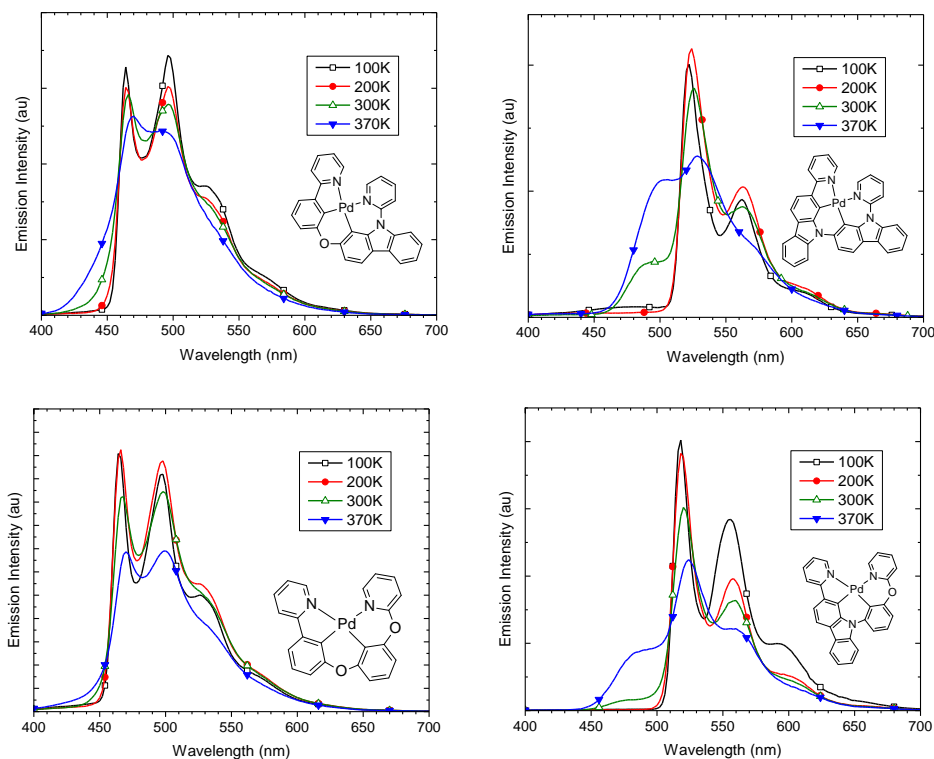 Emission Intensity (au)
100K
200K
300K
370K
N
N
Pd
O
N
400 450 500 550 600 650 700
Wavelength (nm)
Emission Intensity (au)
100K
200K
300K
370K
N
N
Pd
N
N
400 450 500 550 600 650 700
Wavelength (nm)
Emission Intensity (au)
100K
200K
300K
370K
N
N
Pd
O
O
400 450 500 550 600 650 700
Wavelength (nm)
Emission Intensity (au)
100K
200K
300K
370K
N
N
Pd
O
N
400 450 500 550 600 650 700
Wavelength (nm)